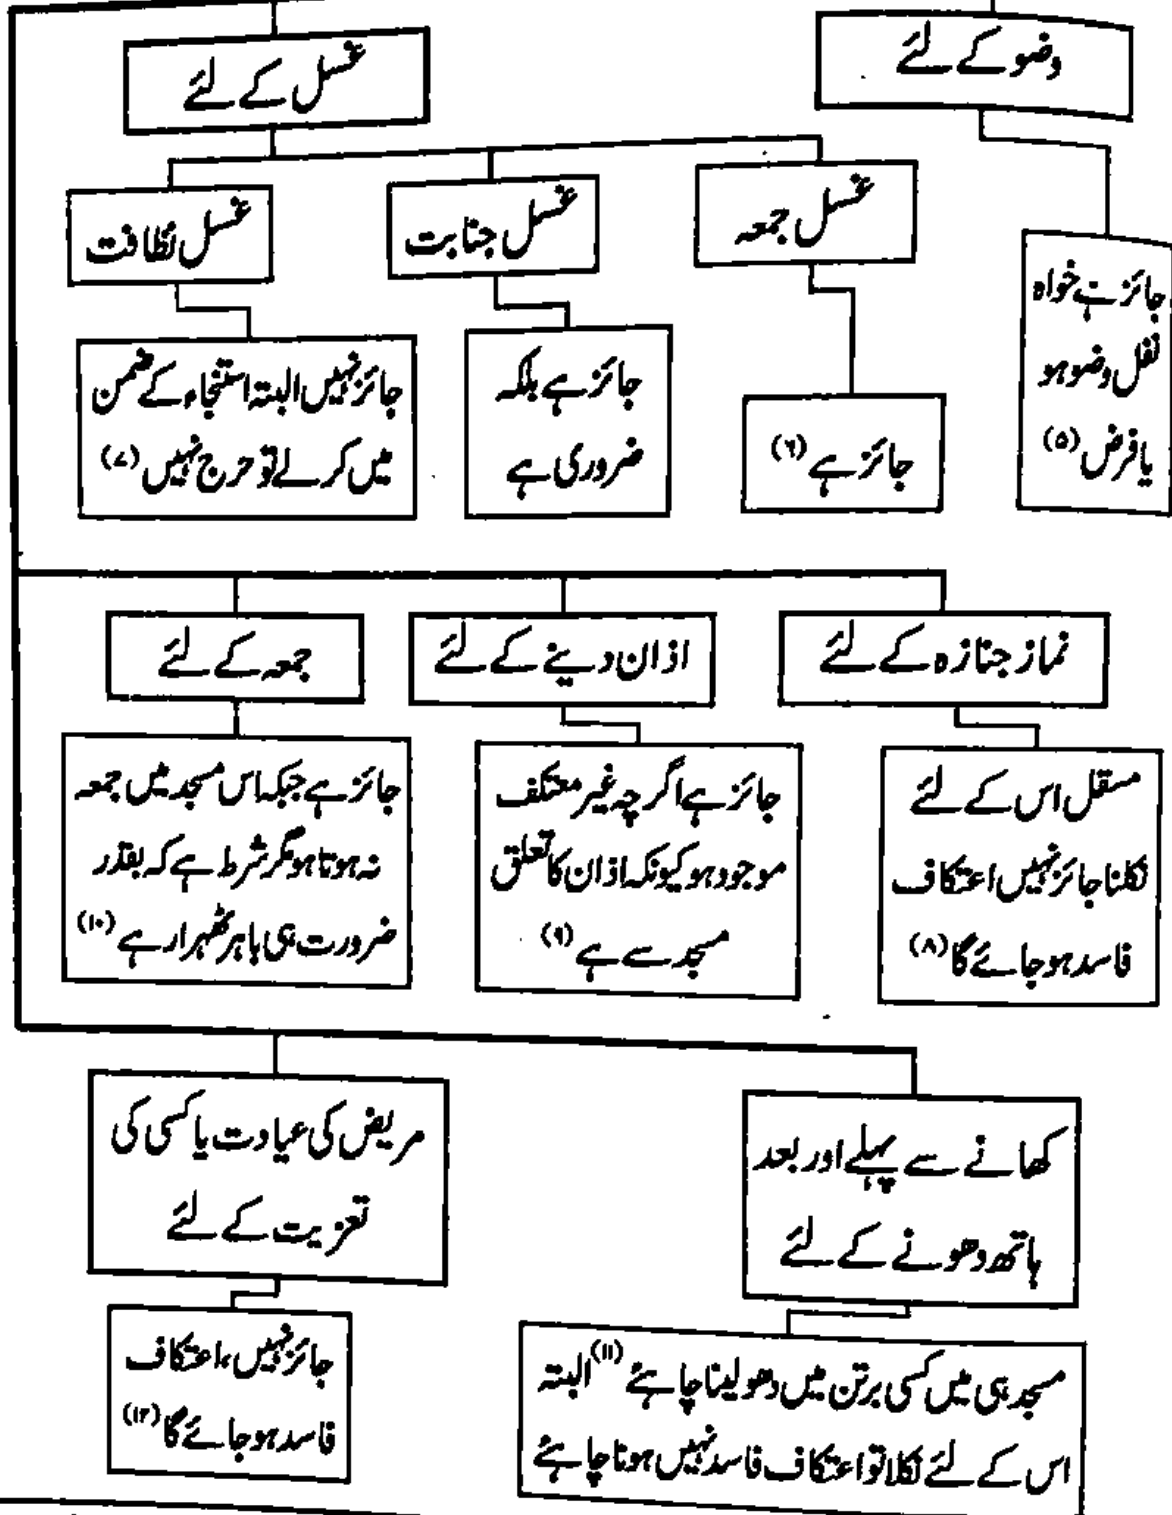 وضو کے لئے
غسل کے لئے
غسل جمعہ
غسل جنابت
غسل نظافت
جائز ہے خواہ
نفل وضو ہو
یا فرض (۵)
جائز ہے (۶)
جائز ہے بلکہ
ضروری ہے
جائز نہیں البتہ استنجاء کے ضمن
میں کر لے تو حرج نہیں (۷)
نماز جنازہ کے لئے
اذان دینے کے لئے
جمعہ کے لئے
مستقل اس کے لئے
نکلنا جائز نہیں اعتکاف
فاسد ہو جائے گا (۸)
جائز ہے اگرچہ غیر معتکف
موجود ہو کیونکہ اذان کا تعلق
مسجد سے ہے (۹)
جائز ہے جبکہ اس مسجد میں جمعہ
نہ ہوتا ہو مگر شرط ہے کہ بقدر
ضرورت ہی باہر ٹھہرا رہے (۱۰)
کھانے سے پہلے اور بعد
ہاتھ دھونے کے لئے
مریض کی عیادت یا کسی کی
تعزیت کے لئے
مسجد ہی میں کسی برتن میں دھو لینا چاہئے (۱۱) البتہ
اس کے لئے نکلا تو اعتکاف فاسد نہیں ہونا چاہئے
جائز نہیں، اعتکاف
فاسد ہو جائے گا (۱۲)